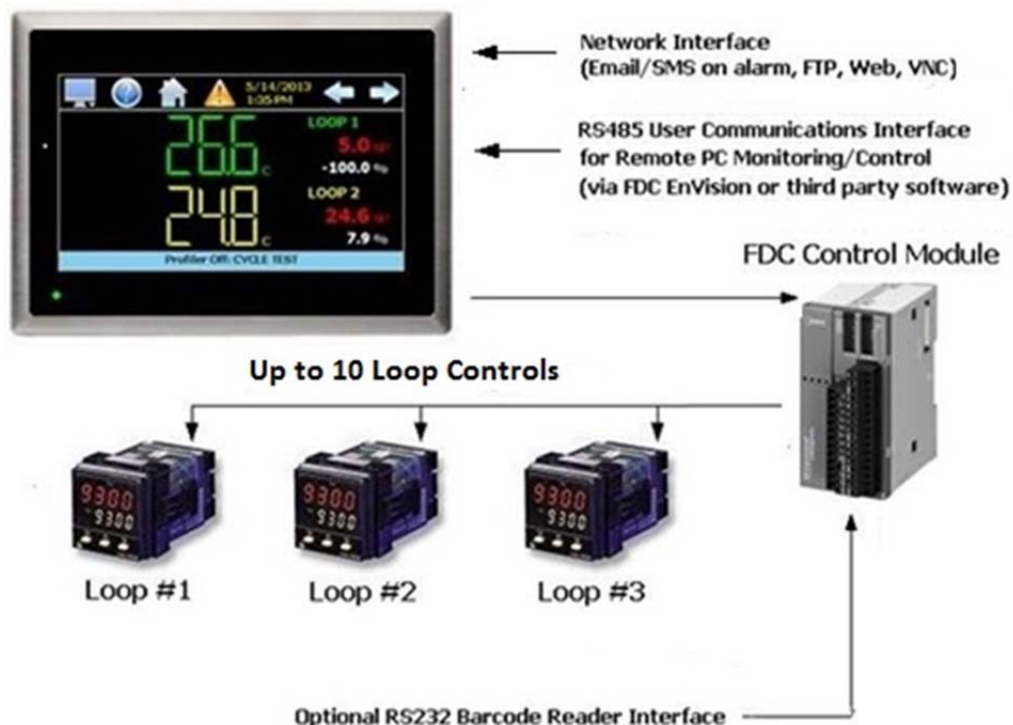 Network Interface
(Email/SMS on alarm, FTP, Web, VNC)
5/14/2013
1:35 PM
26.6 C
LOOP 1
5.0 SP
-100.0 %
24.8 C
LOOP 2
24.6 SP
7.9 %
Profiler Off: CYCLE TEST
RS485 User Communications Interface
for Remote PC Monitoring/Control
(via FDC EnVision or third party software)
FDC Control Module
Up to 10 Loop Controls
9300
9300
9300
9300
9300
9300
Loop #1
Loop #2
Loop #3
Optional RS232 Barcode Reader Interface